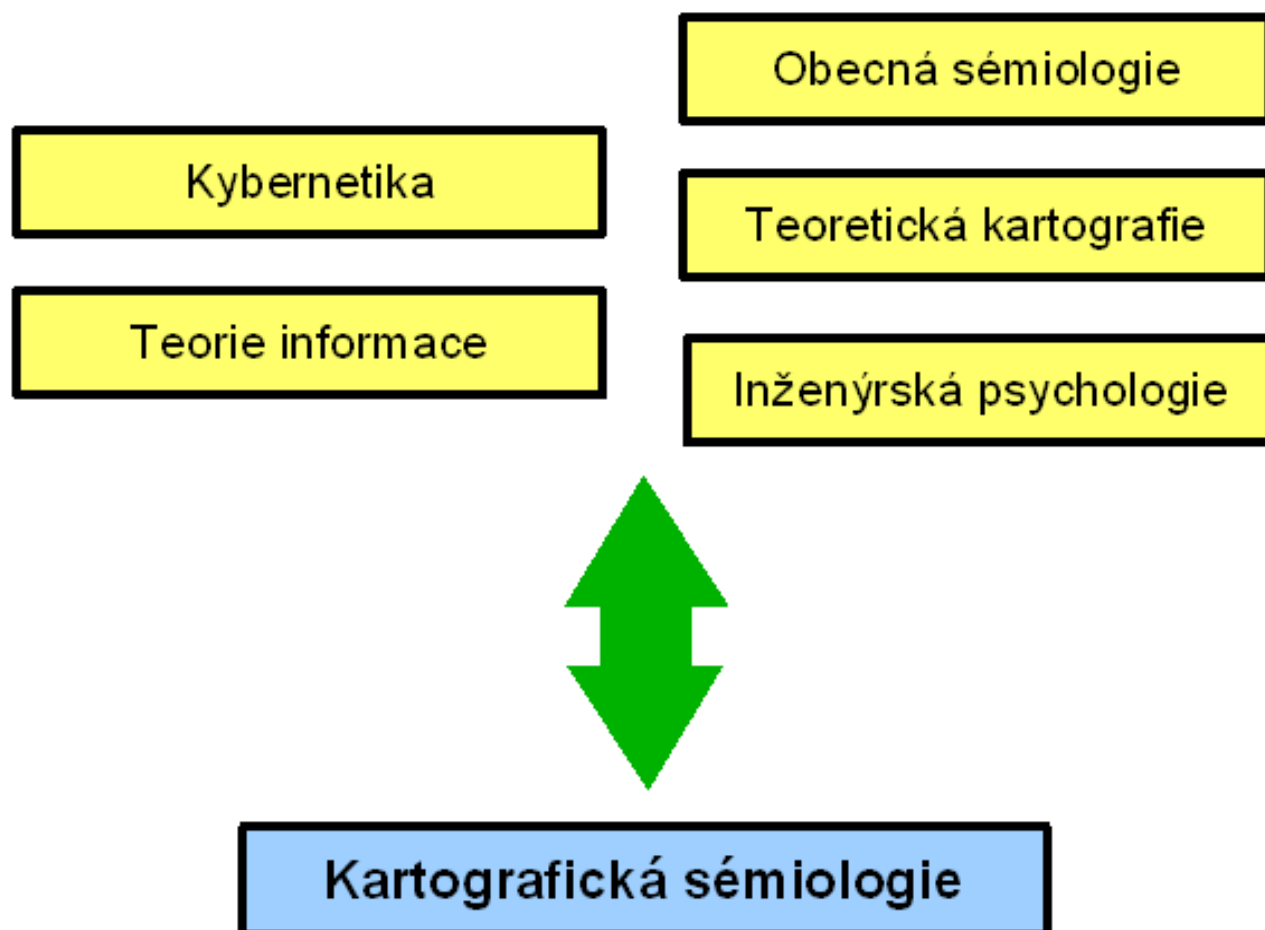 Obecná sémiologie
Kybernetika
Teoretická kartografie
Teorie informace
Inženýrská psychologie
Kartografická sémiologie